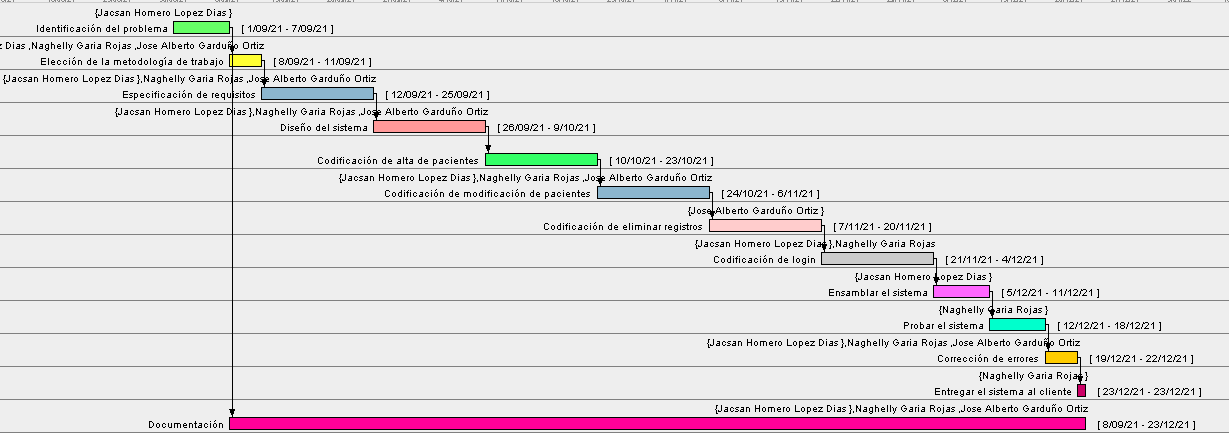 {Jacsan Homero Lopez Dias }
Identificación del problema [ 1/09/21 - 7/09/21 ]
Dias ,Naghelly Garia Rojas ,Jose Alberto Garduño Ortiz
Elección de la metodología de trabajo [ 8/09/21 - 11/09/21 ]
{Jacsan Homero Lopez Dias },Naghelly Garia Rojas ,Jose Alberto Garduño Ortiz
Especificación de requisitos [ 12/09/21 - 25/09/21 ]
{Jacsan Homero Lopez Dias },Naghelly Garia Rojas ,Jose Alberto Garduño Ortiz
Diseño del sistema [ 26/09/21 - 9/10/21 ]
Codificación de alta de pacientes [ 10/10/21 - 23/10/21 ]
{Jacsan Homero Lopez Dias },Naghelly Garia Rojas ,Jose Alberto Garduño Ortiz
Codificación de modificación de pacientes [ 24/10/21 - 6/11/21 ]
{Jose Alberto Garduño Ortiz }
Codificación de eliminar registros [ 7/11/21 - 20/11/21 ]
{Jacsan Homero Lopez Dias },Naghelly Garia Rojas
Codificación de login [ 21/11/21 - 4/12/21 ]
{Jacsan Homero Lopez Dias }
Ensamblar el sistema [ 5/12/21 - 11/12/21 ]
{Naghelly Garia Rojas }
Probar el sistema [ 12/12/21 - 18/12/21 ]
{Jacsan Homero Lopez Dias },Naghelly Garia Rojas ,Jose Alberto Garduño Ortiz
Corrección de errores [ 19/12/21 - 22/12/21 ]
{Naghelly Garia Rojas }
Entregar el sistema al cliente [ 23/12/21 - 23/12/21 ]
{Jacsan Homero Lopez Dias },Naghelly Garia Rojas ,Jose Alberto Garduño Ortiz
Documentación [ 8/09/21 - 23/12/21 ]